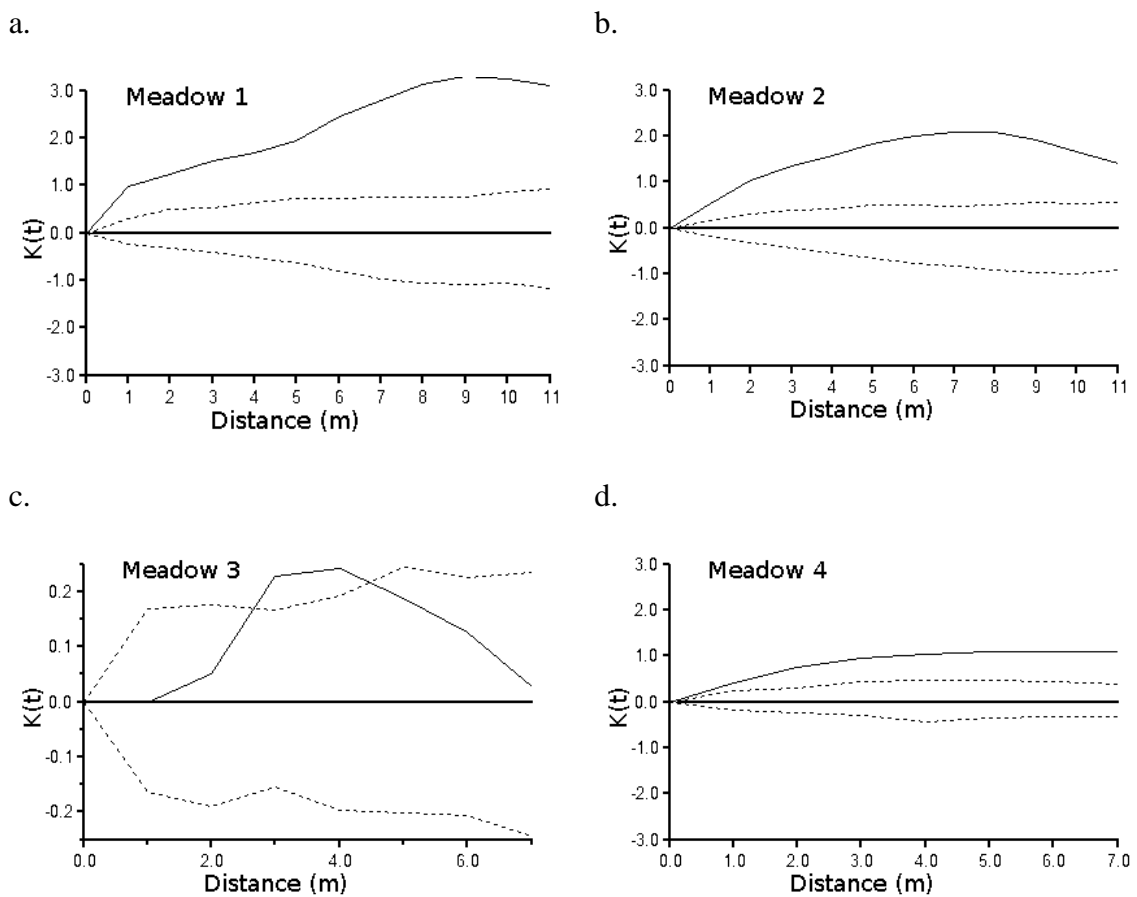 a.
Meadow 1
3.0
2.0
1.0
0.0
-1.0
-2.0
-3.0
K(t)
0 1 2 3 4 5 6 7 8 9 10 11
Distance (m)
b.
Meadow 2
3.0
2.0
1.0
0.0
-1.0
-2.0
-3.0
K(t)
0 1 2 3 4 5 6 7 8 9 10 11
Distance (m)
c.
Meadow 3
0.2
0.1
0.0
-0.1
-0.2
K(t)
0.0 2.0 4.0 6.0
Distance (m)
d.
Meadow 4
3.0
2.0
1.0
0.0
-1.0
-2.0
-3.0
K(t)
0.0 1.0 2.0 3.0 4.0 5.0 6.0 7.0
Distance (m)